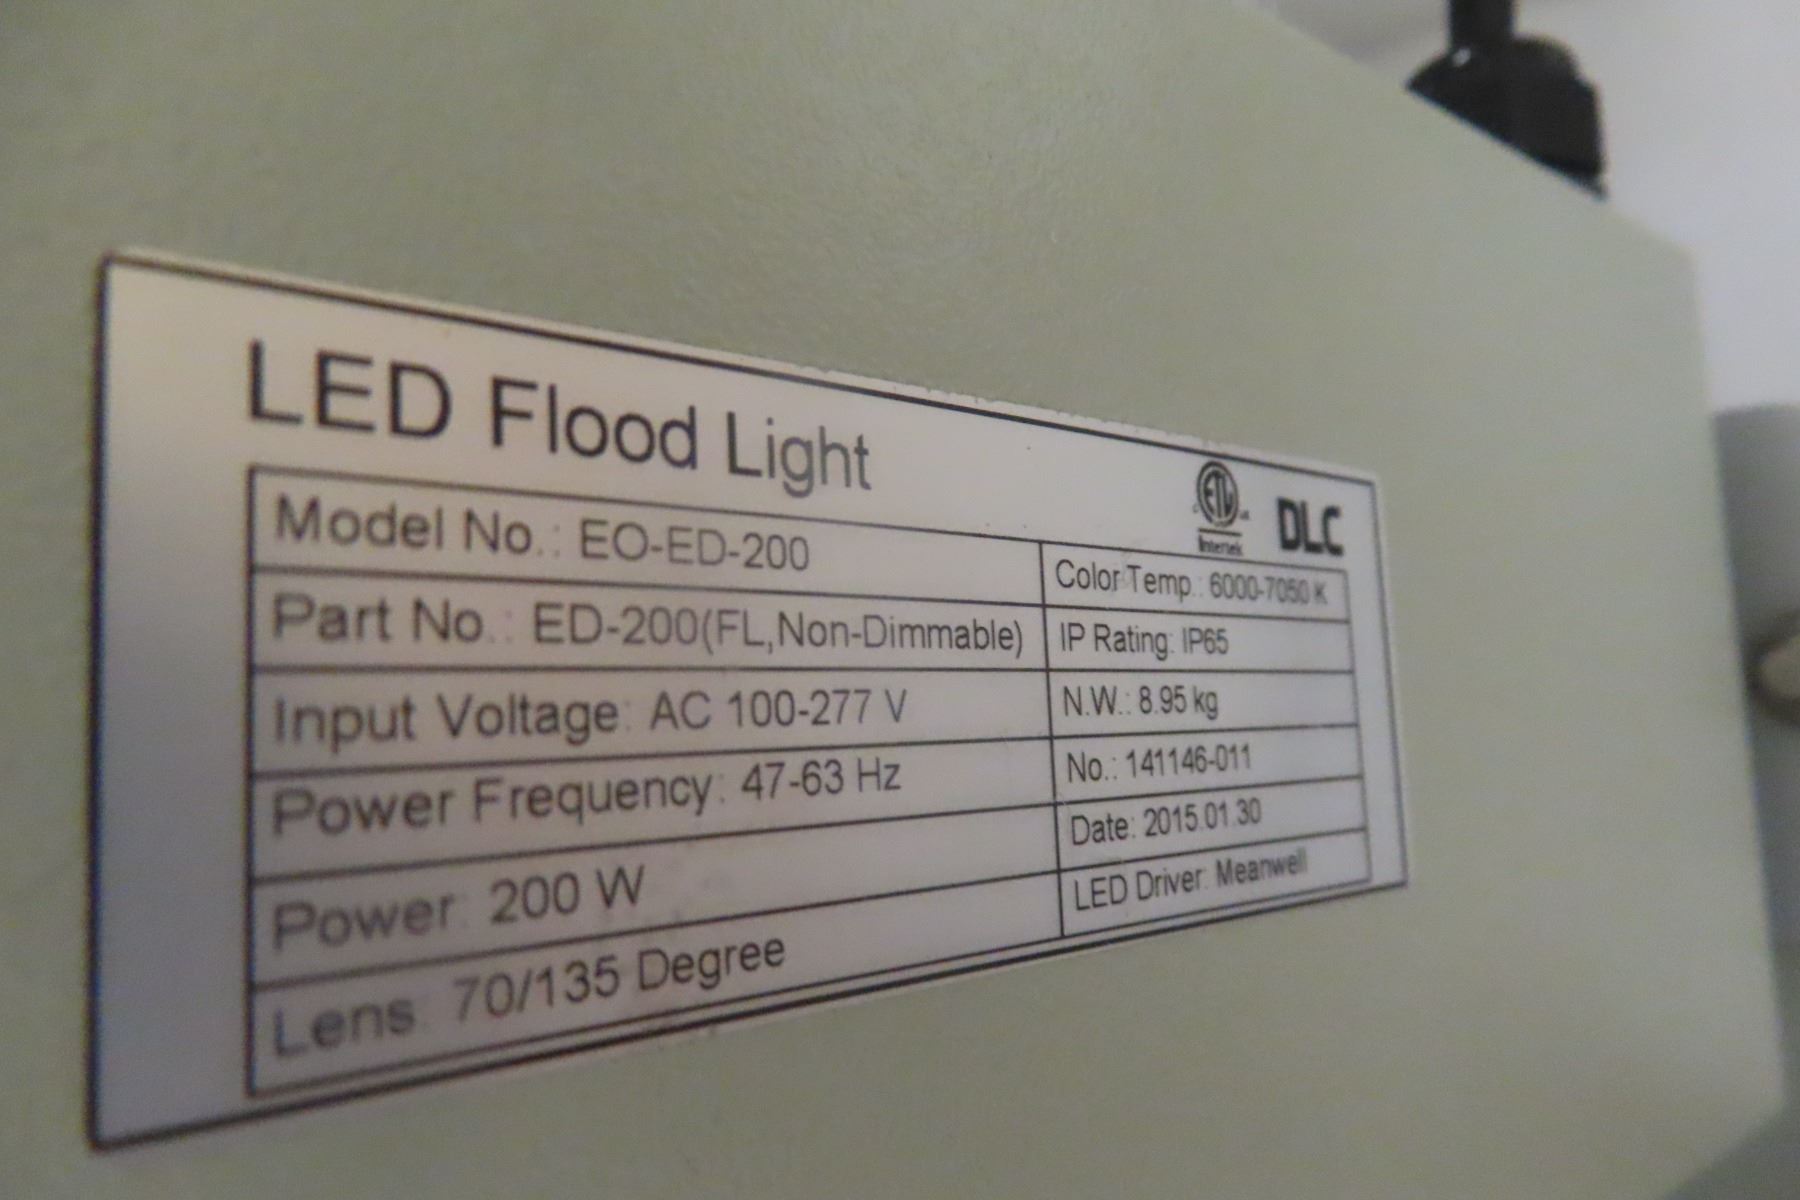 LED Flood Light
ETL
Intertek
DLC
Model No.: EO-ED-200
Color Temp.: 6000-7050 K
Part No.: ED-200(FL,Non-Dimmable)
IP Rating: IP65
Input Voltage: AC 100-277 V
N.W.: 8.95 kg
Power Frequency: 47-63 Hz
No.: 141146-011
Power: 200 W
Date: 2015.01.30
Lens: 70/135 Degree
LED Driver: Meanwell